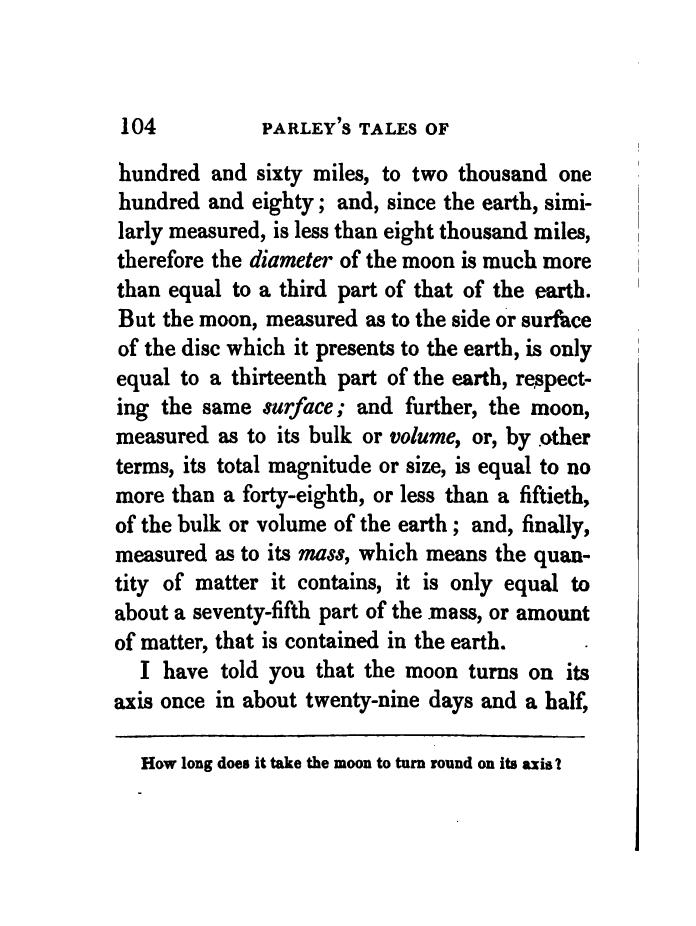 104 PARLEY'S TALES OF
hundred and sixty miles, to two thousand one
hundred and eighty; and, since the earth, simi-
larly measured, is less than eight thousand miles,
therefore the diameter of the moon is much more
than equal to a third part of that of the earth.
But the moon, measured as to the side or surface
of the disc which it presents to the earth, is only
equal to a thirteenth part of the earth, respect-
ing the same surface; and further, the moon,
measured as to its bulk or volume, or, by other
terms, its total magnitude or size, is equal to no
more than a forty-eighth, or less than a fiftieth,
of the bulk or volume of the earth; and, finally,
measured as to its mass, which means the quan-
tity of matter it contains, it is only equal to
about a seventy-fifth part of the mass, or amount
of matter, that is contained in the earth.
I have told you that the moon turns on its
axis once in about twenty-nine days and a half,
How long does it take the moon to turn round on its axis?